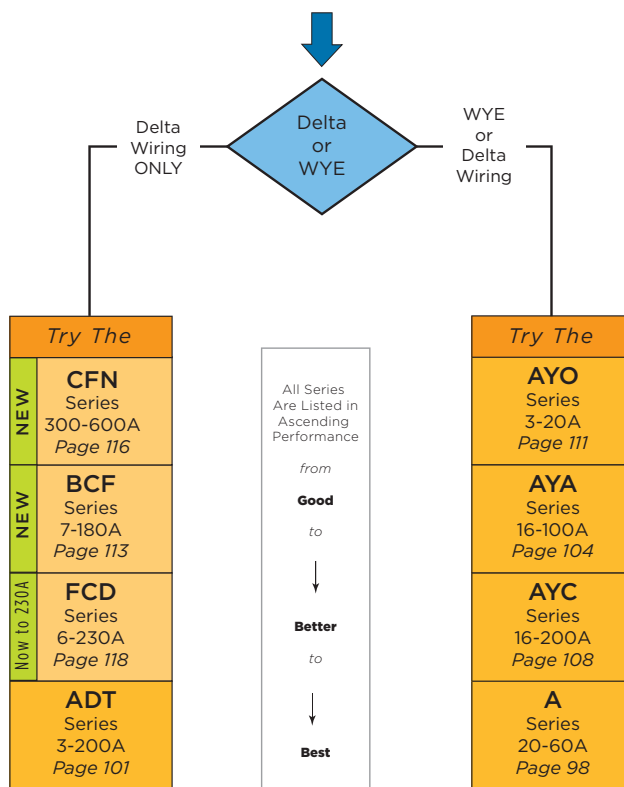 Delta
or
WYE
Delta
Wiring
ONLY
WYE
or
Delta
Wiring
Try The
NEW
CFN
Series
300-600A
Page 116
NEW
BCF
Series
7-180A
Page 113
Now to 230A
FCD
Series
6-230A
Page 118
ADT
Series
3-200A
Page 101
All Series
Are Listed in
Ascending
Performance
from
Good
to
Better
to
Best
Try The
AYO
Series
3-20A
Page 111
AYA
Series
16-100A
Page 104
AYC
Series
16-200A
Page 108
A
Series
20-60A
Page 98